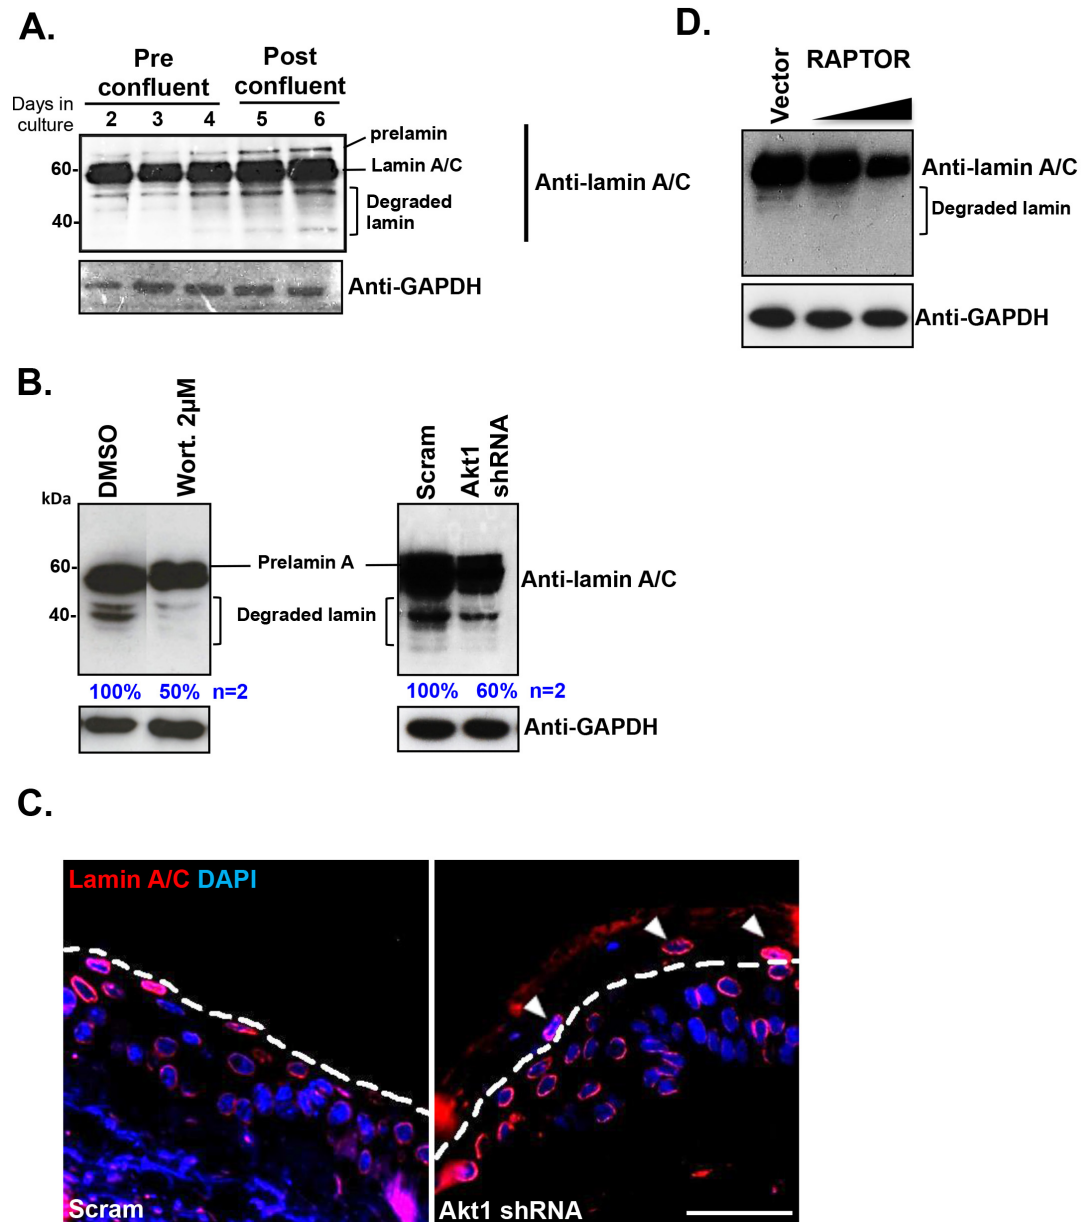 A.
Pre
confluent
Post
confluent
Days in
culture
2 3 4 5 6
prelamin
60-
Lamin A/C
Degraded
lamin
40-
Anti-lamin A/C
Anti-GAPDH
D.
Vector
RAPTOR
Anti-lamin A/C
Degraded lamin
Anti-GAPDH
B.
DMSO
Wort. 2µM
Scram
Akt1
shRNA
kDa
60-
Prelamin A
Anti-lamin A/C
40-
Degraded lamin
100% 50% n=2
100% 60% n=2
Anti-GAPDH
C.
Lamin A/C DAPI
Scram
Akt1 shRNA